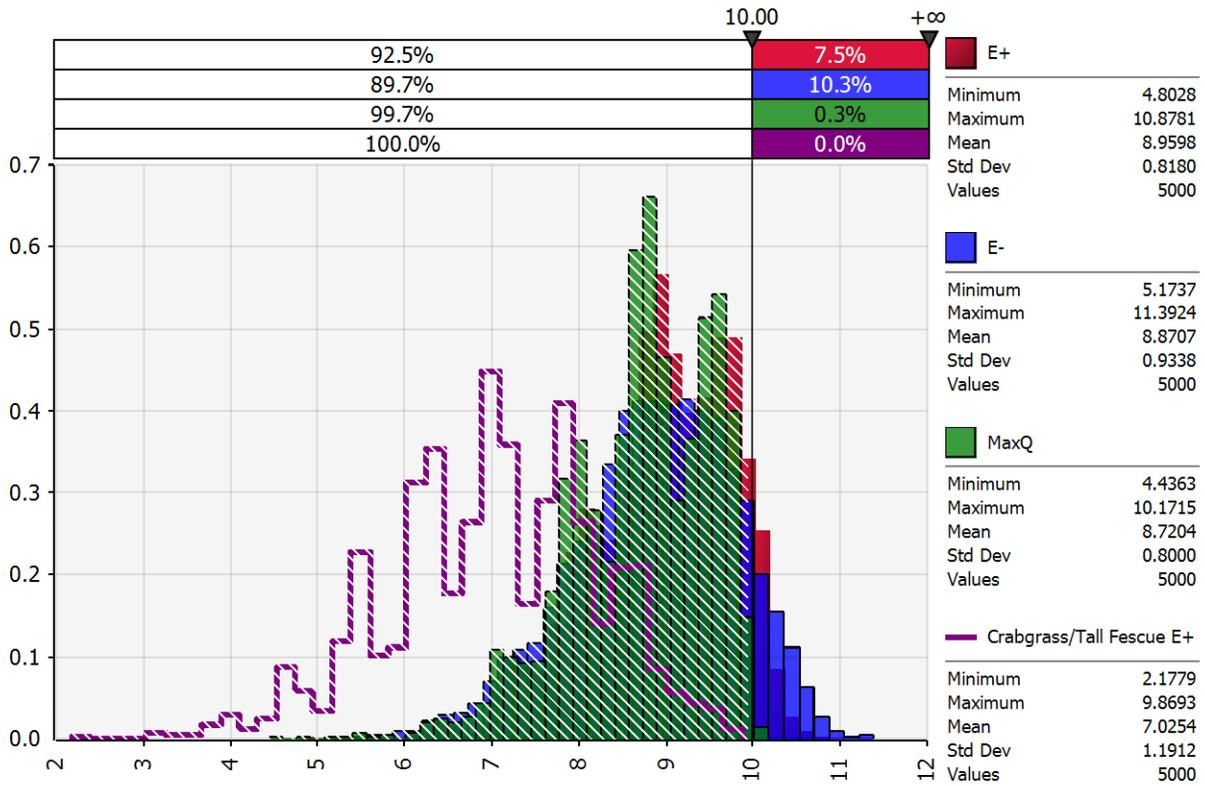 10.00 +∞
92.5% 7.5%
89.7% 10.3%
99.7% 0.3%
100.0% 0.0%
0.7
0.6
0.5
0.4
0.3
0.2
0.1
0.0
2 3 4 5 6 7 8 9 10 11 12
E+
Minimum 4.8028
Maximum 10.8781
Mean 8.9598
Std Dev 0.8180
Values 5000
E-
Minimum 5.1737
Maximum 11.3924
Mean 8.8707
Std Dev 0.9338
Values 5000
MaxQ
Minimum 4.4363
Maximum 10.1715
Mean 8.7204
Std Dev 0.8000
Values 5000
Crabgrass/Tall Fescue E+
Minimum 2.1779
Maximum 9.8693
Mean 7.0254
Std Dev 1.1912
Values 5000